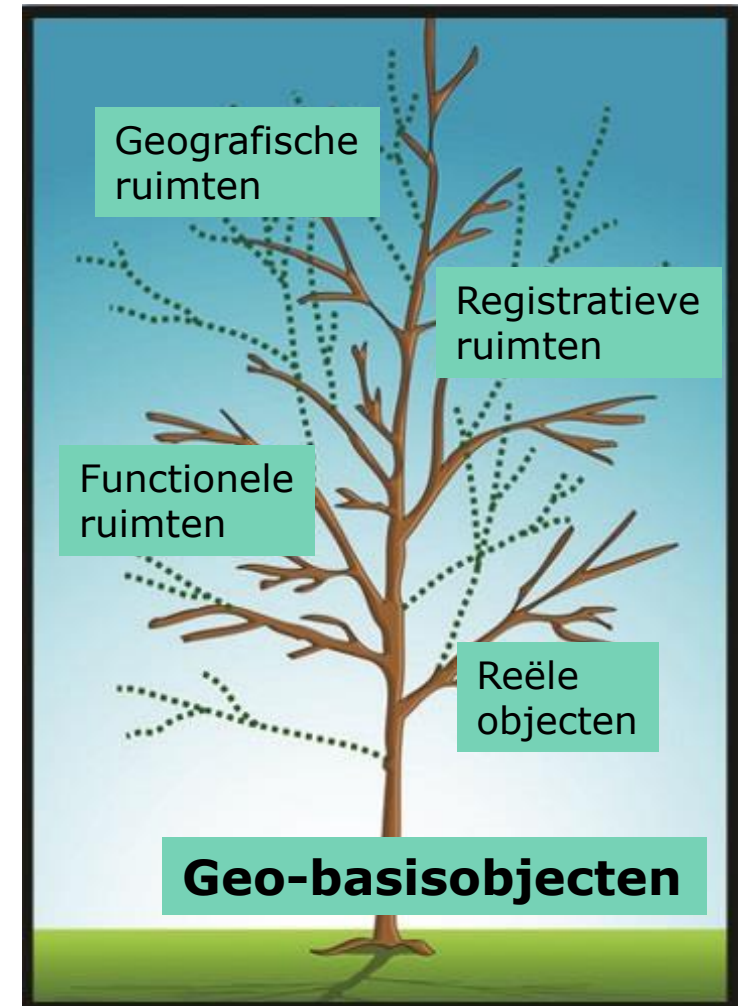 Geografische
ruimten
Registratieve
ruimten
Functionele
ruimten
Reële
objecten
Geo-basisobjecten